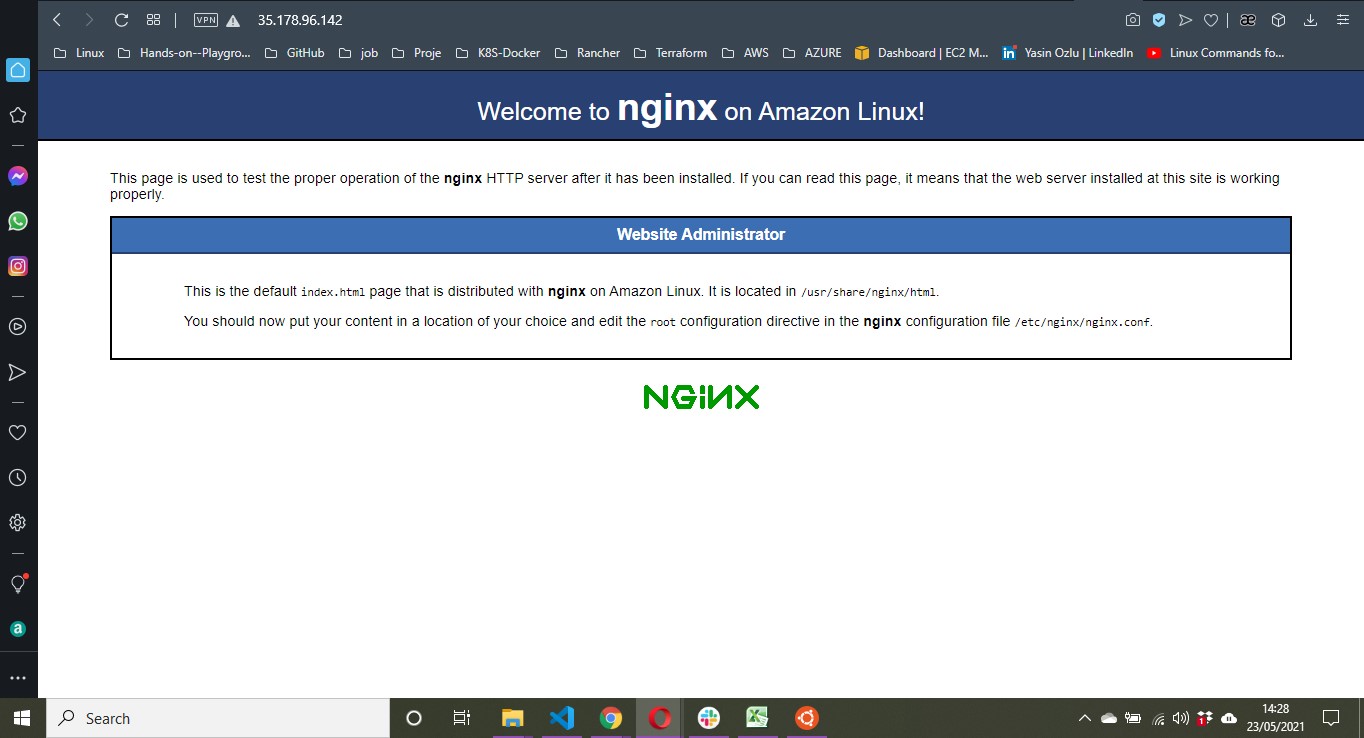 VPN 35.178.96.142
Linux Hands-on--Playgro... GitHub job Proje K8S-Docker Rancher Terraform AWS AZURE Dashboard | EC2 M... in Yasin Ozlu | LinkedIn Linux Commands fo...
Welcome to nginx on Amazon Linux!
This page is used to test the proper operation of the nginx HTTP server after it has been installed. If you can read this page, it means that the web server installed at this site is working
properly.
Website Administrator
This is the default index.html page that is distributed with nginx on Amazon Linux. It is located in /usr/share/nginx/html.
You should now put your content in a location of your choice and edit the root configuration directive in the nginx configuration file /etc/nginx/nginx.conf.
NGINX
a
Search
1
14:28
23/05/2021